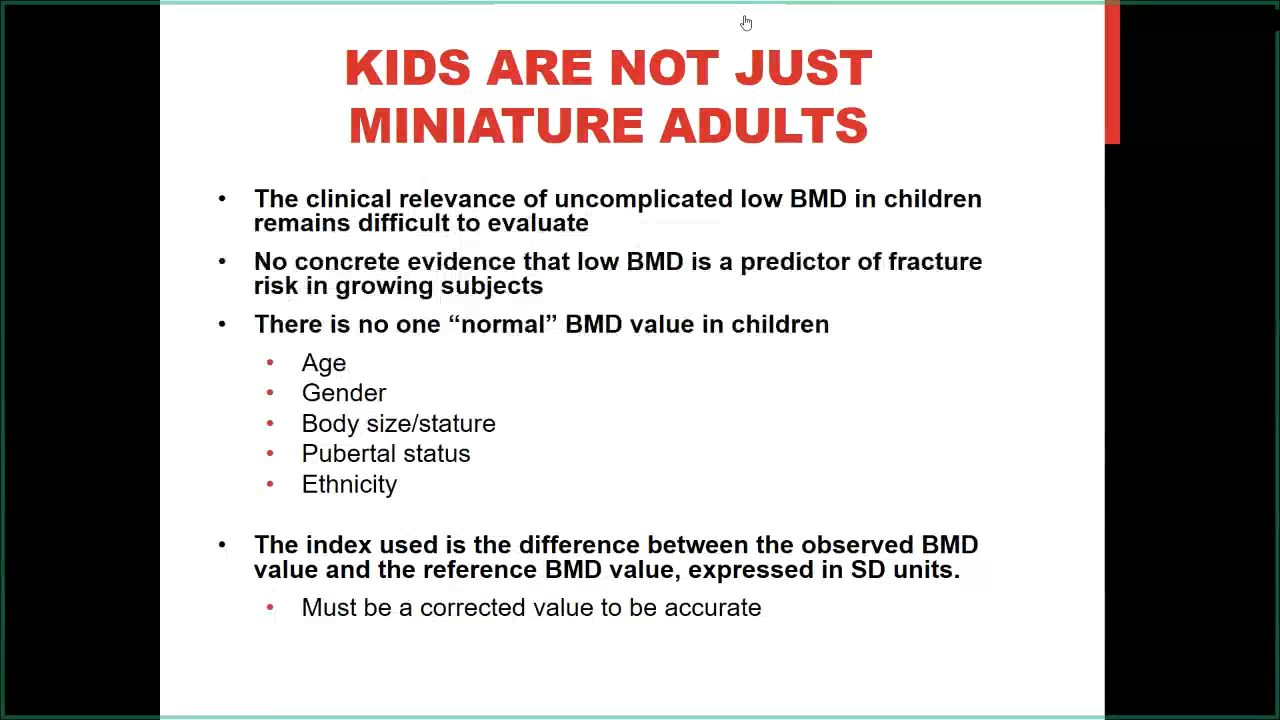 KIDS ARE NOT JUST
MINIATURE ADULTS
• The clinical relevance of uncomplicated low BMD in children
remains difficult to evaluate
• No concrete evidence that low BMD is a predictor of fracture
risk in growing subjects
• There is no one “normal” BMD value in children
• Age
• Gender
• Body size/stature
• Pubertal status
• Ethnicity
• The index used is the difference between the observed BMD
value and the reference BMD value, expressed in SD units.
• Must be a corrected value to be accurate